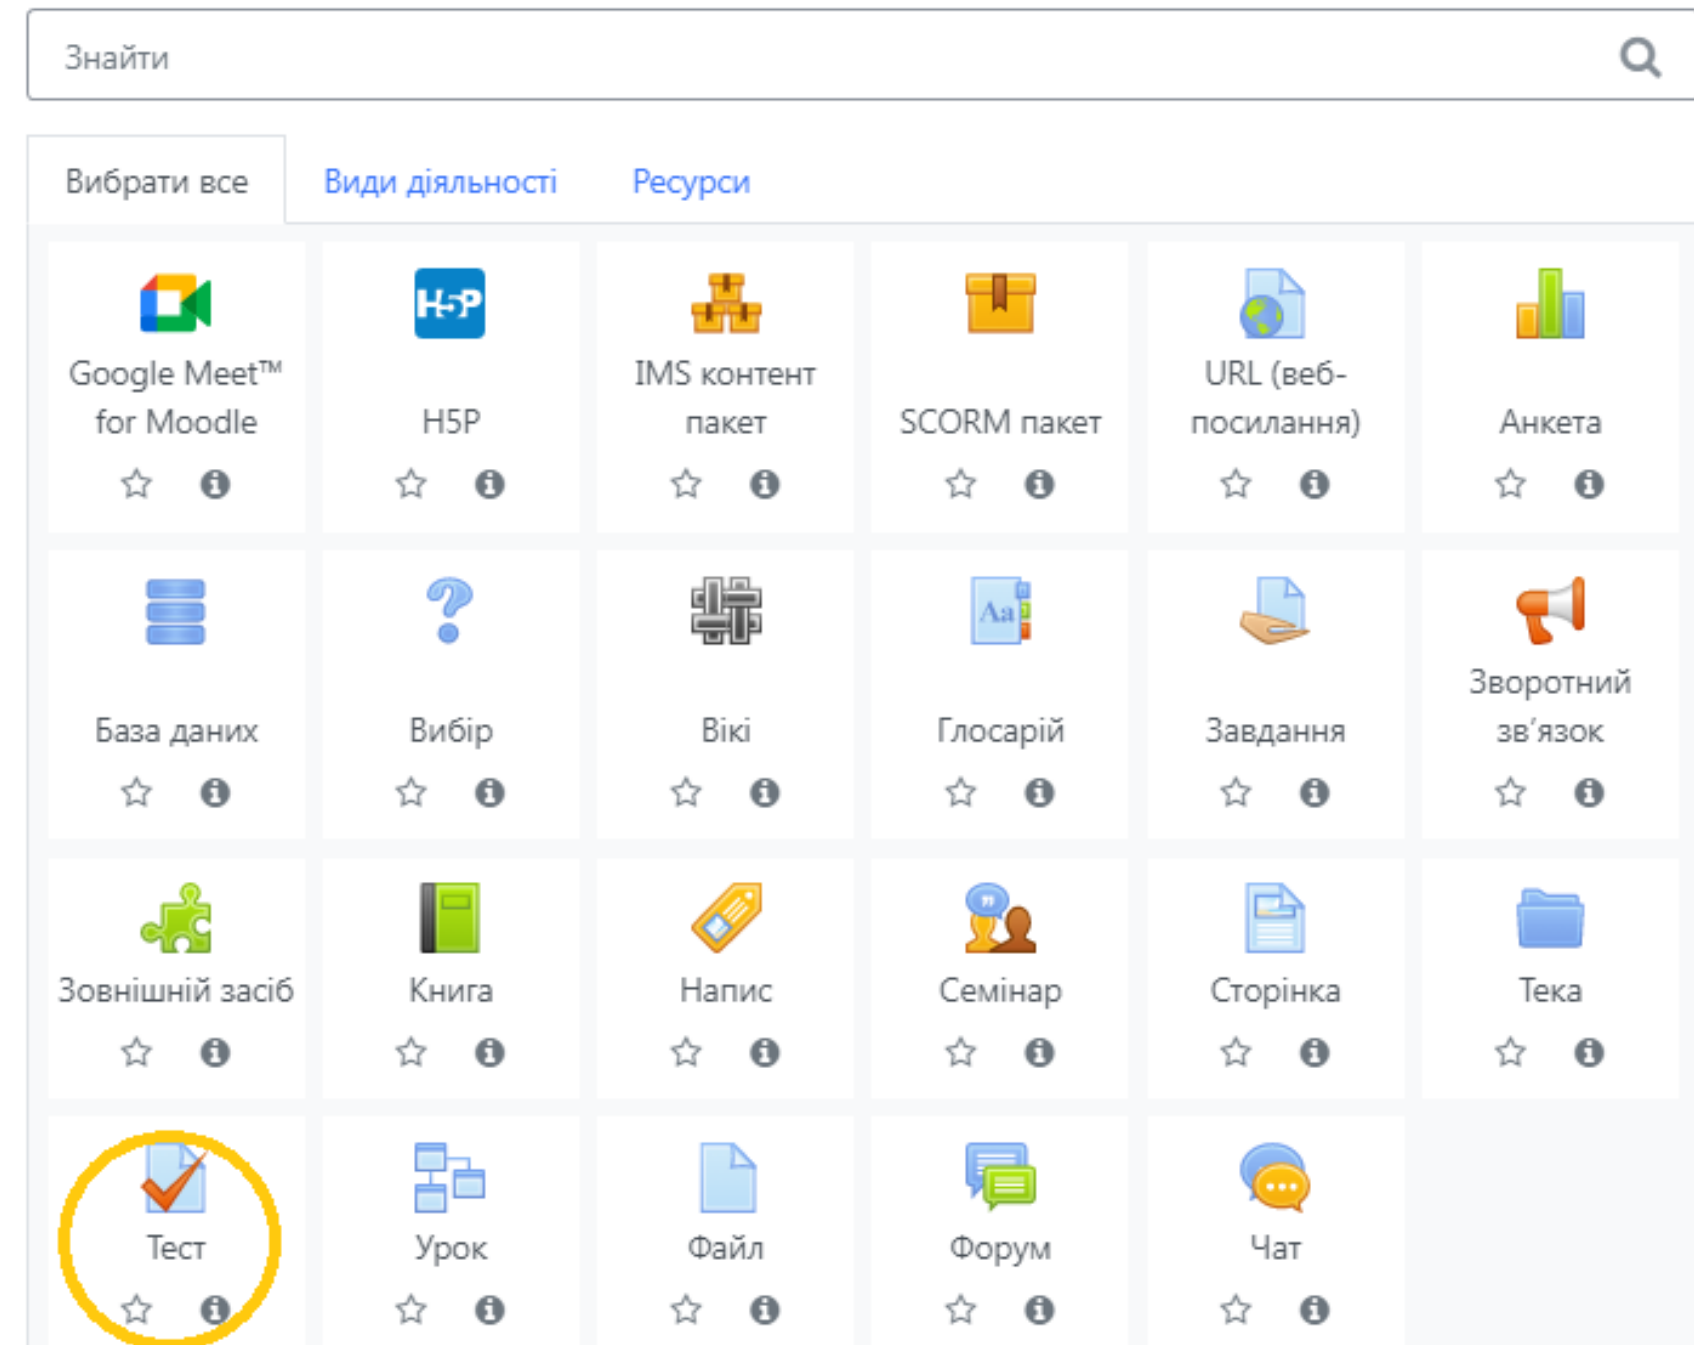 Знайти
Вибрати все Види діяльності Ресурси
Google Meet™
for Moodle
H5P
H5P
IMS контент
пакет
SCORM пакет
URL (веб-
посилання)
Анкета
База даних
Вибір
Вікі
Aa
Глосарій
Завдання
Зворотний
зв’язок
Зовнішній засіб
Книга
Напис
Семінар
Сторінка
Тека
Тест
Урок
Файл
Форум
Чат